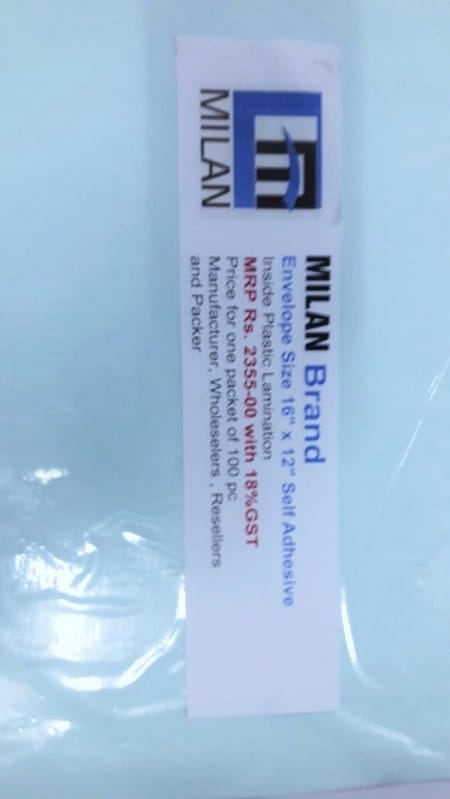 MILAN
MILAN Brand
Envelope Size 16" x 12" Self Adhesive
Inside Plastic Lamination
MRP Rs. 2355-00 with 18%GST
Price for one packet of 100 pc
Manufacturer, Wholeselers , Resellers
and Packer